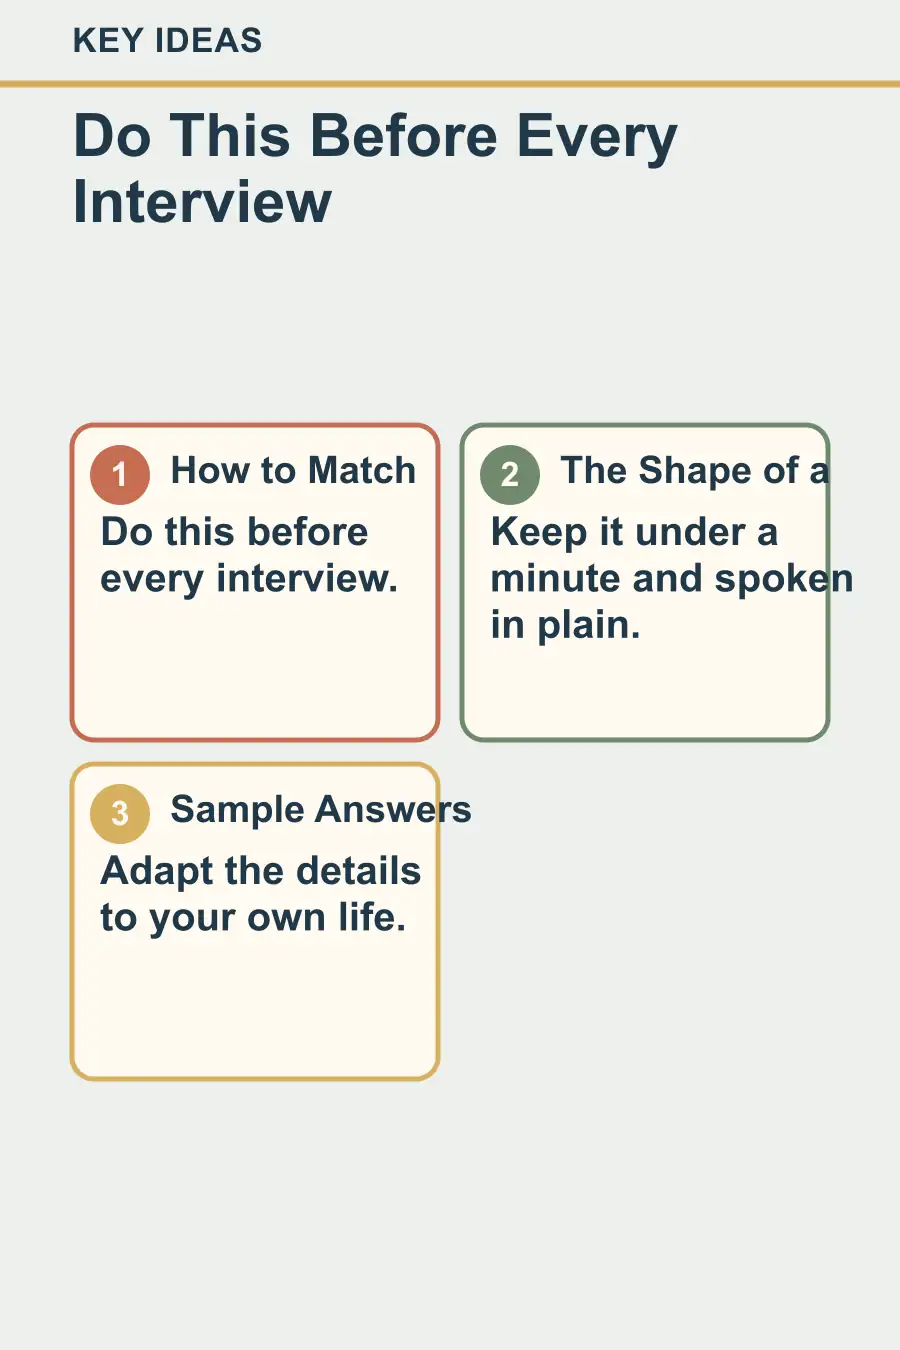 KEY IDEAS
Do This Before Every
Interview
1
How to Match
Do this before
every interview.
2
The Shape of a
Keep it under a
minute and spoken
in plain.
3
Sample Answers
Adapt the details
to your own life.